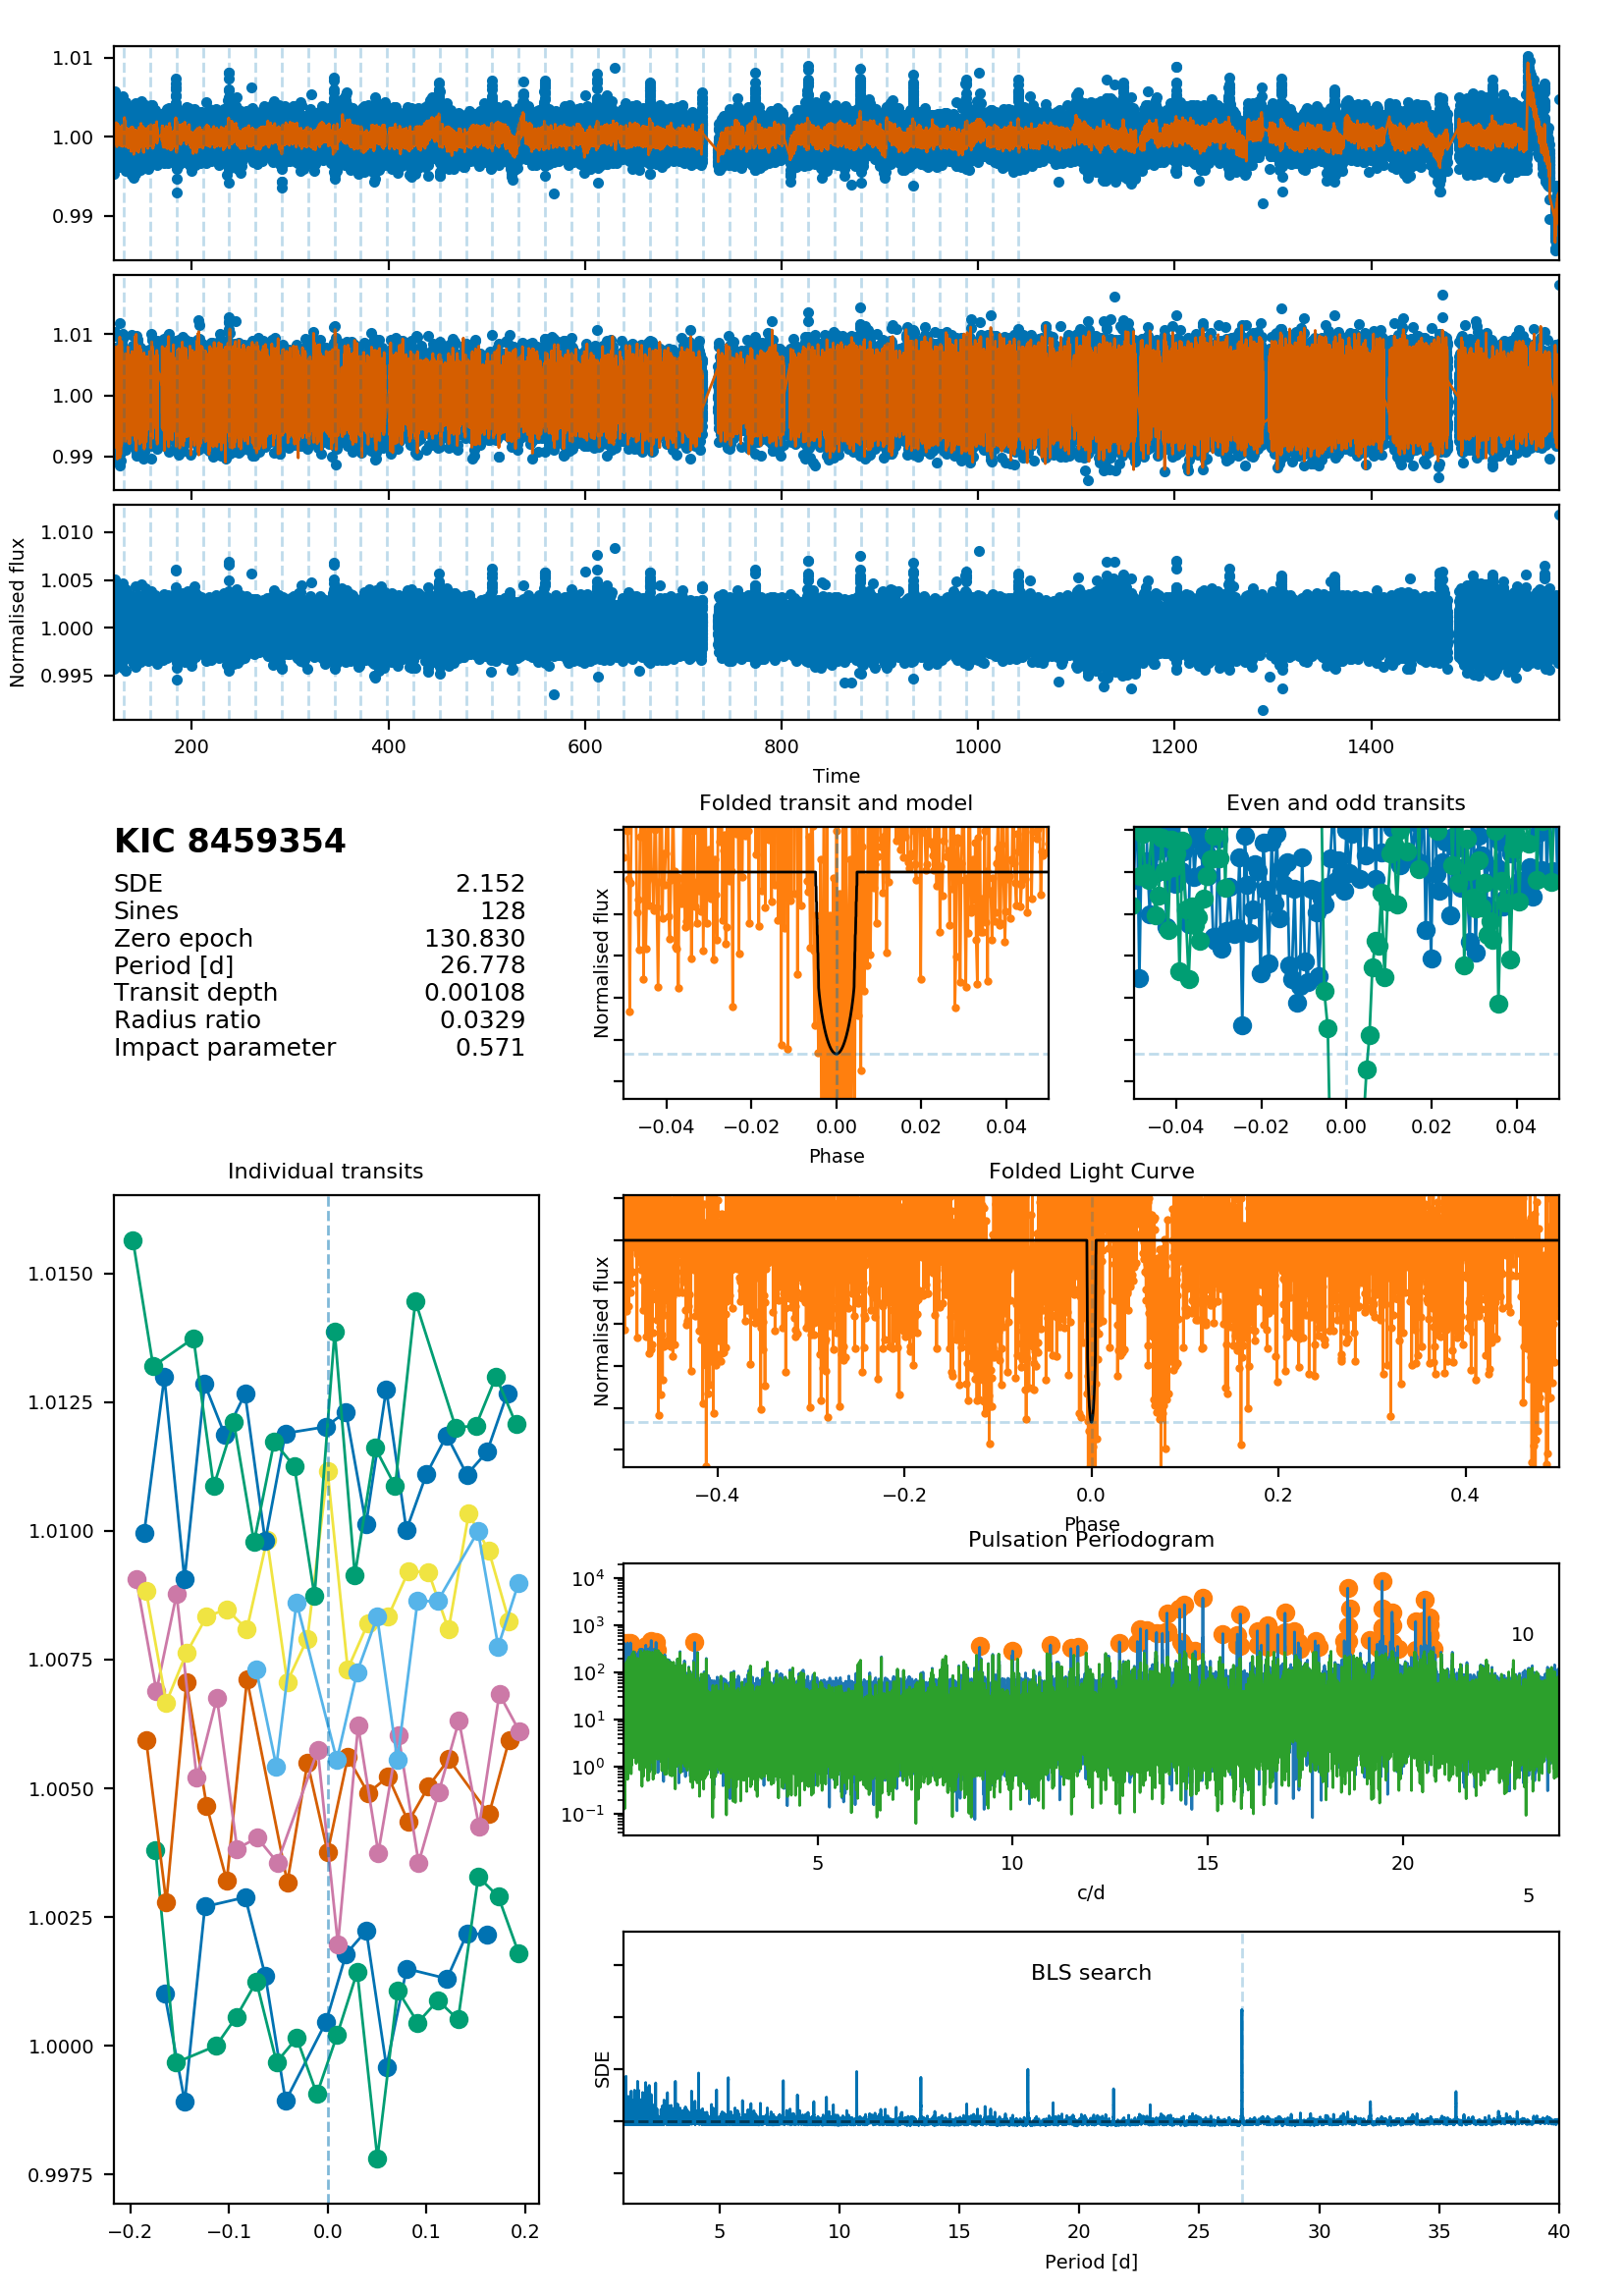 1.01
1.00
0.99
1.01
1.00
0.99
1.010
1.005
1.000
0.995
Normalised flux
200 400 600 800 1000 1200 1400
Time
KIC 8459354
SDE 2.152
Sines 128
Zero epoch 130.830
Period [d] 26.778
Transit depth 0.00108
Radius ratio 0.0329
Impact parameter 0.571
Folded transit and model
Normalised flux
−0.04 −0.02 0.00 0.02 0.04
Phase
Even and odd transits
−0.04 −0.02 0.00 0.02 0.04
Individual transits
1.0150
1.0125
1.0100
1.0075
1.0050
1.0025
1.0000
0.9975
−0.2 −0.1 0.0 0.1 0.2
Folded Light Curve
Normalised flux
−0.4 −0.2 0.0 0.2 0.4
Phase
Pulsation Periodogram
10⁴
10³
10²
10¹
10⁰
10⁻¹
10
5 10 15 20
c/d
5
BLS search
SDE
5 10 15 20 25 30 35 40
Period [d]